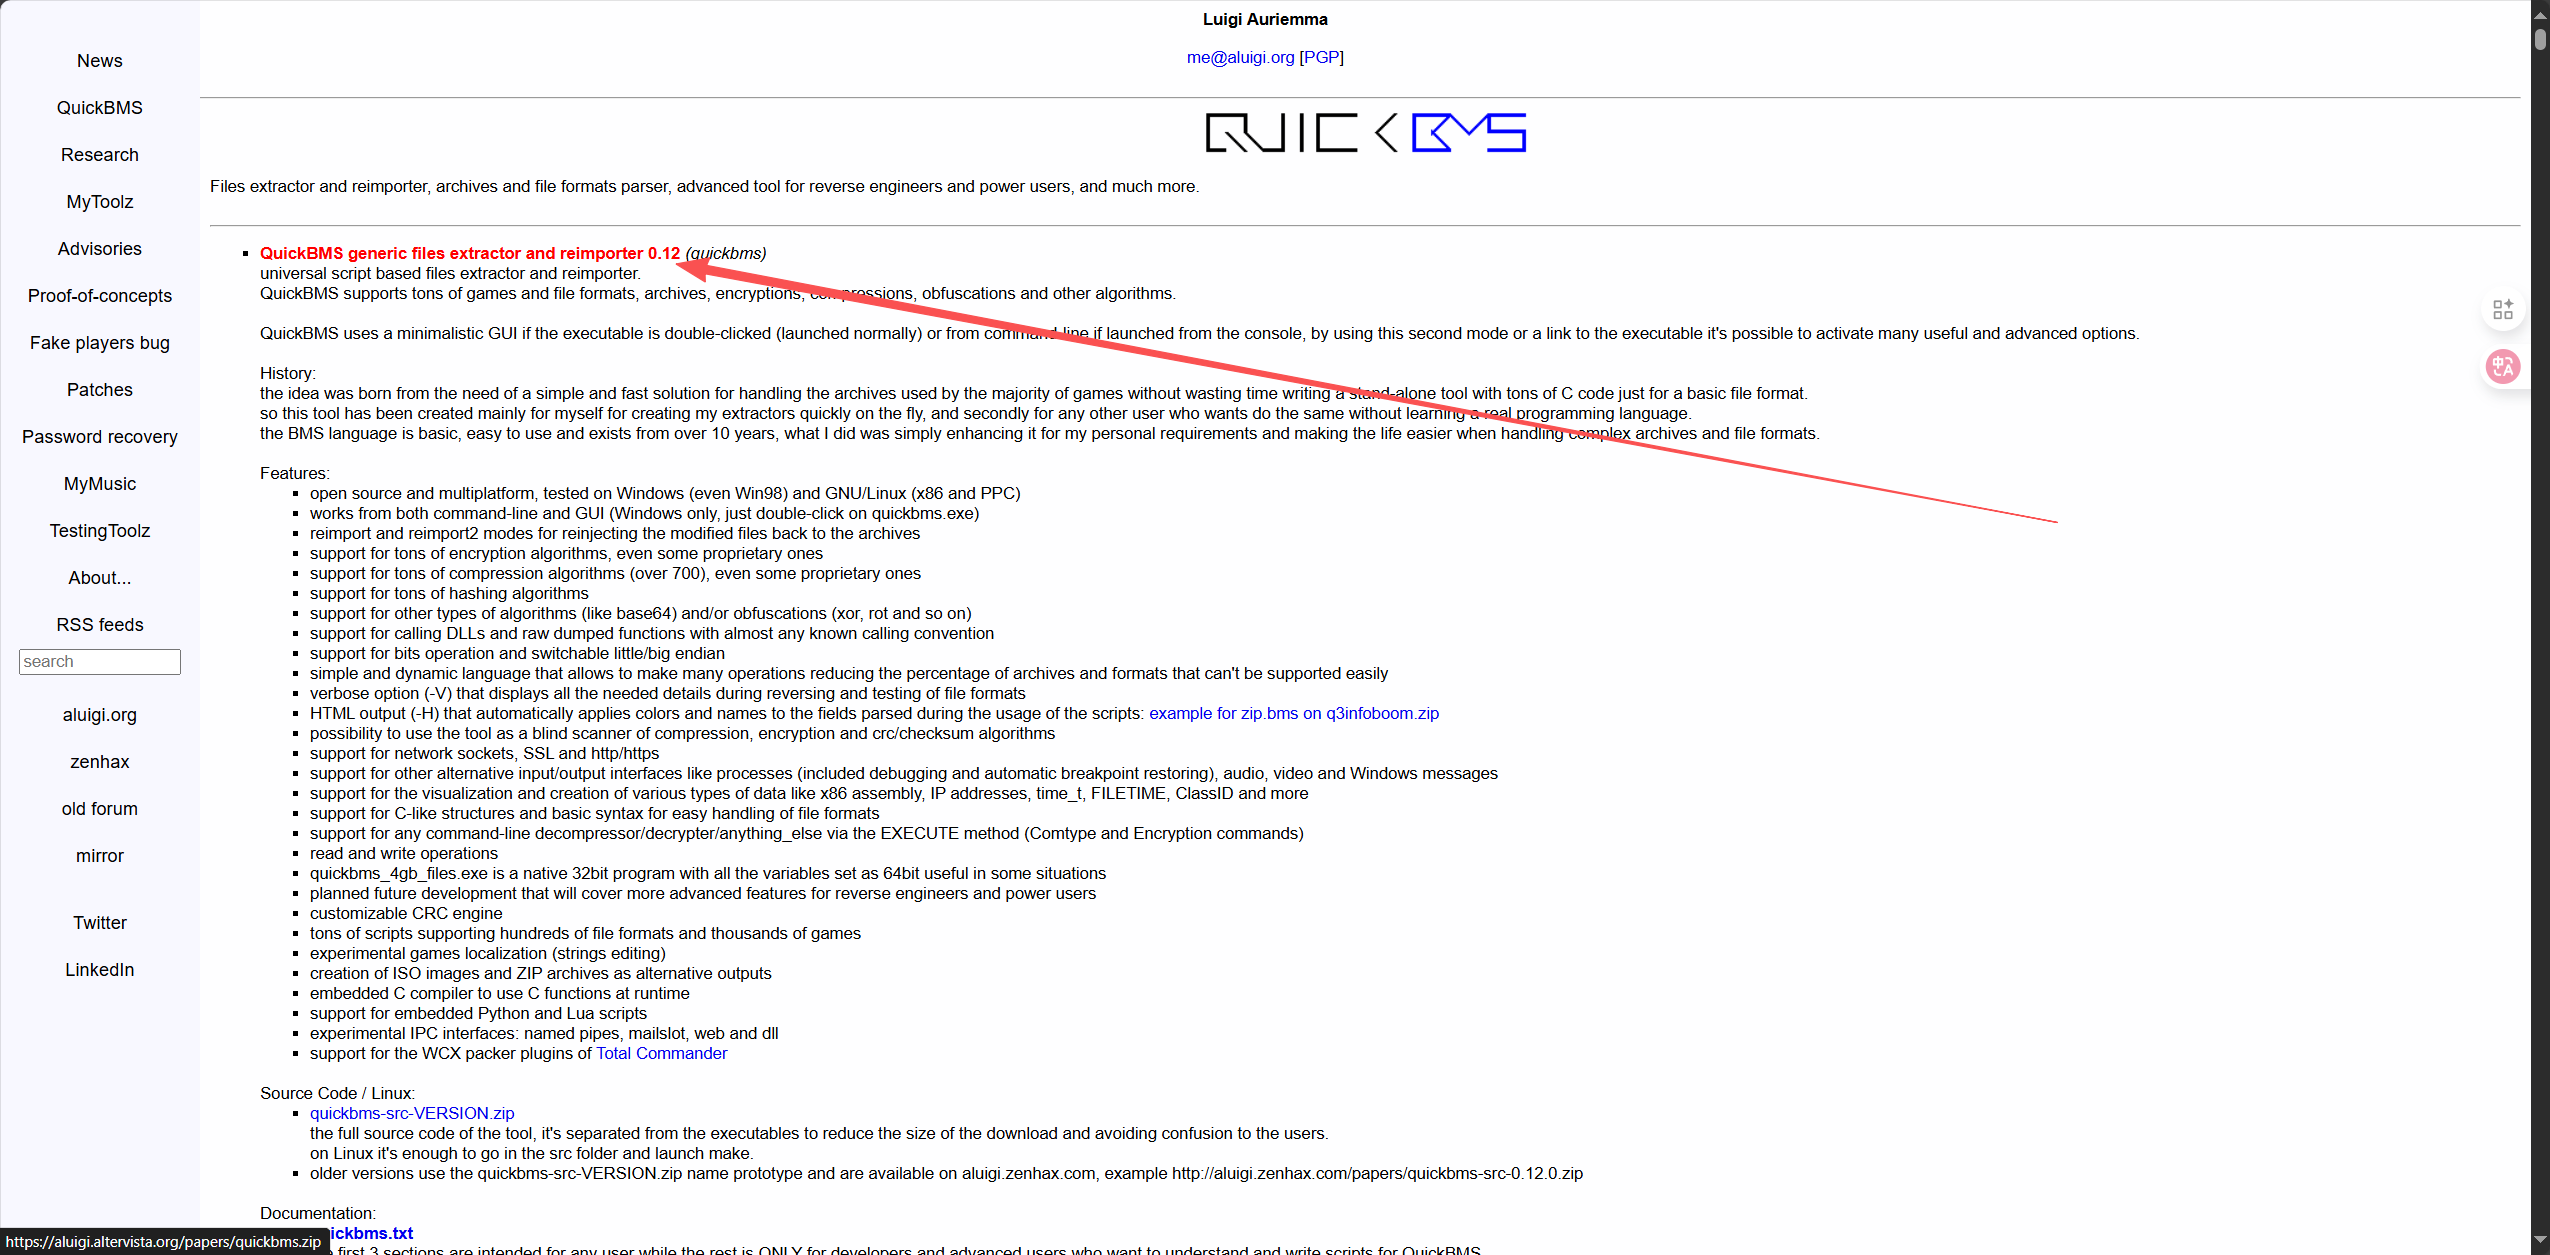 Luigi Auriemma
me@aluigi.org [PGP]
News
QuickBMS
Research
MyToolz
Advisories
Proof-of-concepts
Fake players bug
Patches
Password recovery
MyMusic
TestingToolz
About...
RSS feeds
search
aluigi.org
zenhax
old forum
mirror
Twitter
LinkedIn
QUICKBMS
Files extractor and reimporter, archives and file formats parser, advanced tool for reverse engineers and power users, and much more.
QuickBMS generic files extractor and reimporter 0.12 (quickbms)
universal script based files extractor and reimporter.
QuickBMS supports tons of games and file formats, archives, encryptions, compressions, obfuscations and other algorithms.
QuickBMS uses a minimalistic GUI if the executable is double-clicked (launched normally) or from command-line if launched from the console, by using this second mode or a link to the executable it's possible to activate many useful and advanced options.
History:
the idea was born from the need of a simple and fast solution for handling the archives used by the majority of games without wasting time writing a stand-alone tool with tons of C code just for a basic file format.
so this tool has been created mainly for myself for creating my extractors quickly on the fly, and secondly for any other user who wants do the same without learning a real programming language.
the BMS language is basic, easy to use and exists from over 10 years, what I did was simply enhancing it for my personal requirements and making the life easier when handling complex archives and file formats.
Features:
open source and multiplatform, tested on Windows (even Win98) and GNU/Linux (x86 and PPC)
works from both command-line and GUI (Windows only, just double-click on quickbms.exe)
reimport and reimport2 modes for reinjecting the modified files back to the archives
support for tons of encryption algorithms, even some proprietary ones
support for tons of compression algorithms (over 700), even some proprietary ones
support for tons of hashing algorithms
support for other types of algorithms (like base64) and/or obfuscations (xor, rot and so on)
support for calling DLLs and raw dumped functions with almost any known calling convention
support for bits operation and switchable little/big endian
simple and dynamic language that allows to make many operations reducing the percentage of archives and formats that can't be supported easily
verbose option (-V) that displays all the needed details during reversing and testing of file formats
HTML output (-H) that automatically applies colors and names to the fields parsed during the usage of the scripts: example for zip.bms on q3infoboom.zip
possibility to use the tool as a blind scanner of compression, encryption and crc/checksum algorithms
support for network sockets, SSL and http/https
support for other alternative input/output interfaces like processes (included debugging and automatic breakpoint restoring), audio, video and Windows messages
support for the visualization and creation of various types of data like x86 assembly, IP addresses, time_t, FILETIME, ClassID and more
support for C-like structures and basic syntax for easy handling of file formats
support for any command-line decompressor/decrypter/anything_else via the EXECUTE method (Comtype and Encryption commands)
read and write operations
quickbms_4gb_files.exe is a native 32bit program with all the variables set as 64bit useful in some situations
planned future development that will cover more advanced features for reverse engineers and power users
customizable CRC engine
tons of scripts supporting hundreds of file formats and thousands of games
experimental games localization (strings editing)
creation of ISO images and ZIP archives as alternative outputs
embedded C compiler to use C functions at runtime
support for embedded Python and Lua scripts
experimental IPC interfaces: named pipes, mailslot, web and dll
support for the WCX packer plugins of Total Commander
Source Code / Linux:
quickbms-src-VERSION.zip
the full source code of the tool, it's separated from the executables to reduce the size of the download and avoiding confusion to the users.
on Linux it's enough to go in the src folder and launch make.
older versions use the quickbms-src-VERSION.zip name prototype and are available on aluigi.zenhax.com, example http://aluigi.zenhax.com/papers/quickbms-src-0.12.0.zip
Documentation:
ickbms.txt
first 3 sections are intended for any user while the rest is ONLY for developers and advanced users who want to understand and write scripts for QuickBMS
https://aluigi.altervista.org/papers/quickbms.zip